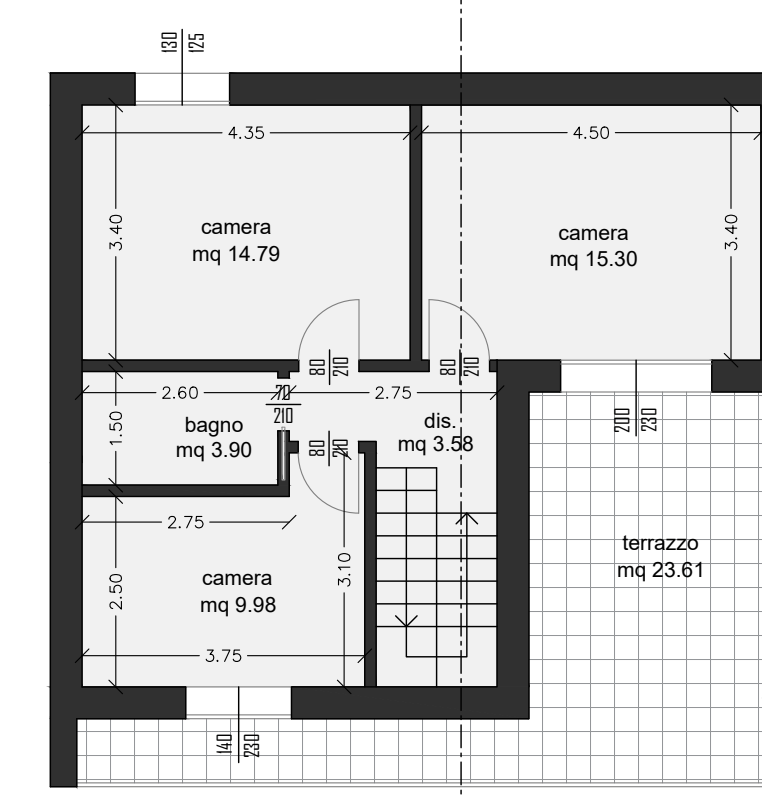 130
125
4.35
4.50
3.40
camera
mq 14.79
camera
mq 15.30
3.40
80
210
80
210
2.60
70
210
2.75
200
230
1.50
bagno
mq 3.90
dis.
mq 3.58
80
210
2.75
3.10
terrazzo
mq 23.61
2.50
camera
mq 9.98
3.75
140
230